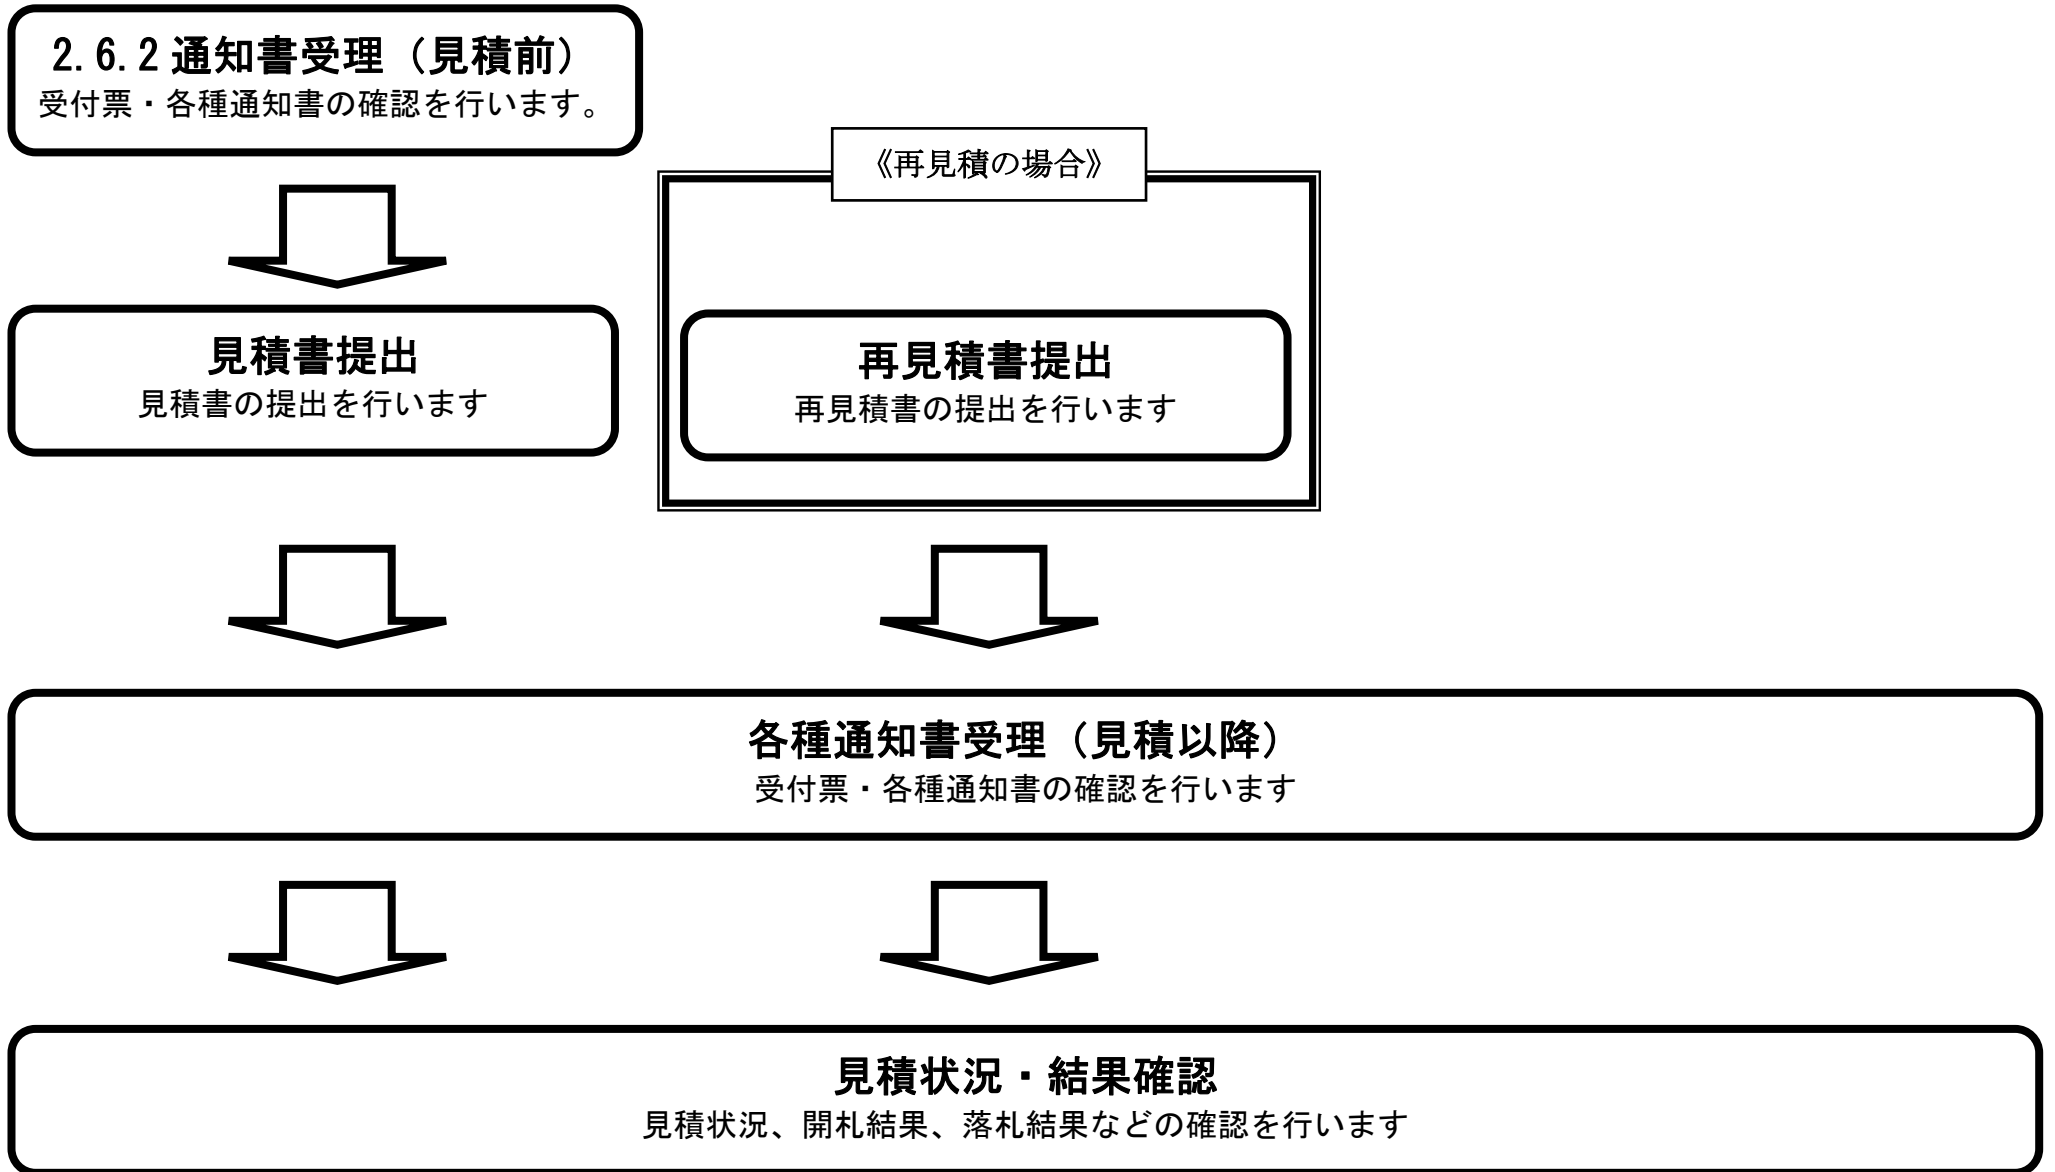 2.6.2通知書受理（見積前）
受付票・各種通知書の確認を行います。
見積書提出
見積書の提出を行います
《再見積の場合》
再見積書提出
再見積書の提出を行います
各種通知書受理（見積以降）
受付票・各種通知書の確認を行います
見積状況・結果確認
見積状況、開札結果、落札結果などの確認を行います